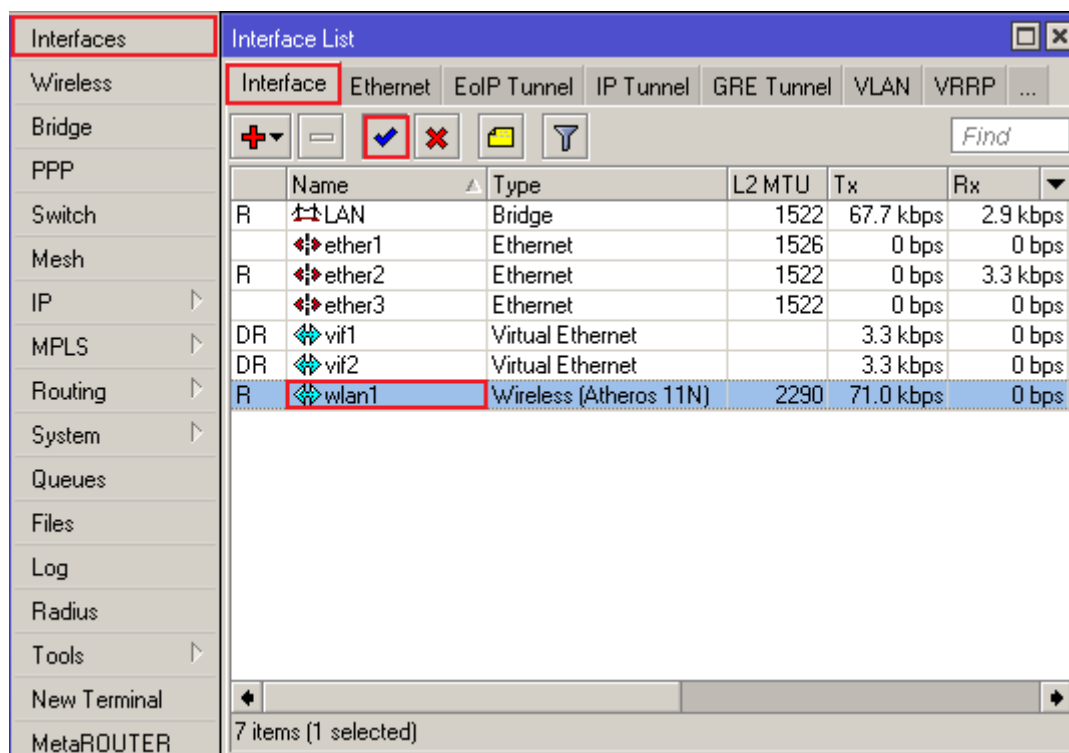 Interfaces
Wireless
Bridge
PPP
Switch
Mesh
IP
MPLS
Routing
System
Queues
Files
Log
Radius
Tools
New Terminal
MetaROUTER
Interface List
Interface Ethernet EoIP Tunnel IP Tunnel GRE Tunnel VLAN VRRP ...
Find
Name Type L2 MTU Tx Rx
R LAN Bridge 1522 67.7 kbps 2.9 kbps
ether1 Ethernet 1526 0 bps 0 bps
R ether2 Ethernet 1522 0 bps 3.3 kbps
ether3 Ethernet 1522 0 bps 0 bps
DR vif1 Virtual Ethernet 3.3 kbps 0 bps
DR vif2 Virtual Ethernet 3.3 kbps 0 bps
R wlan1 Wireless (Atheros 11N) 2290 71.0 kbps 0 bps
7 items (1 selected)